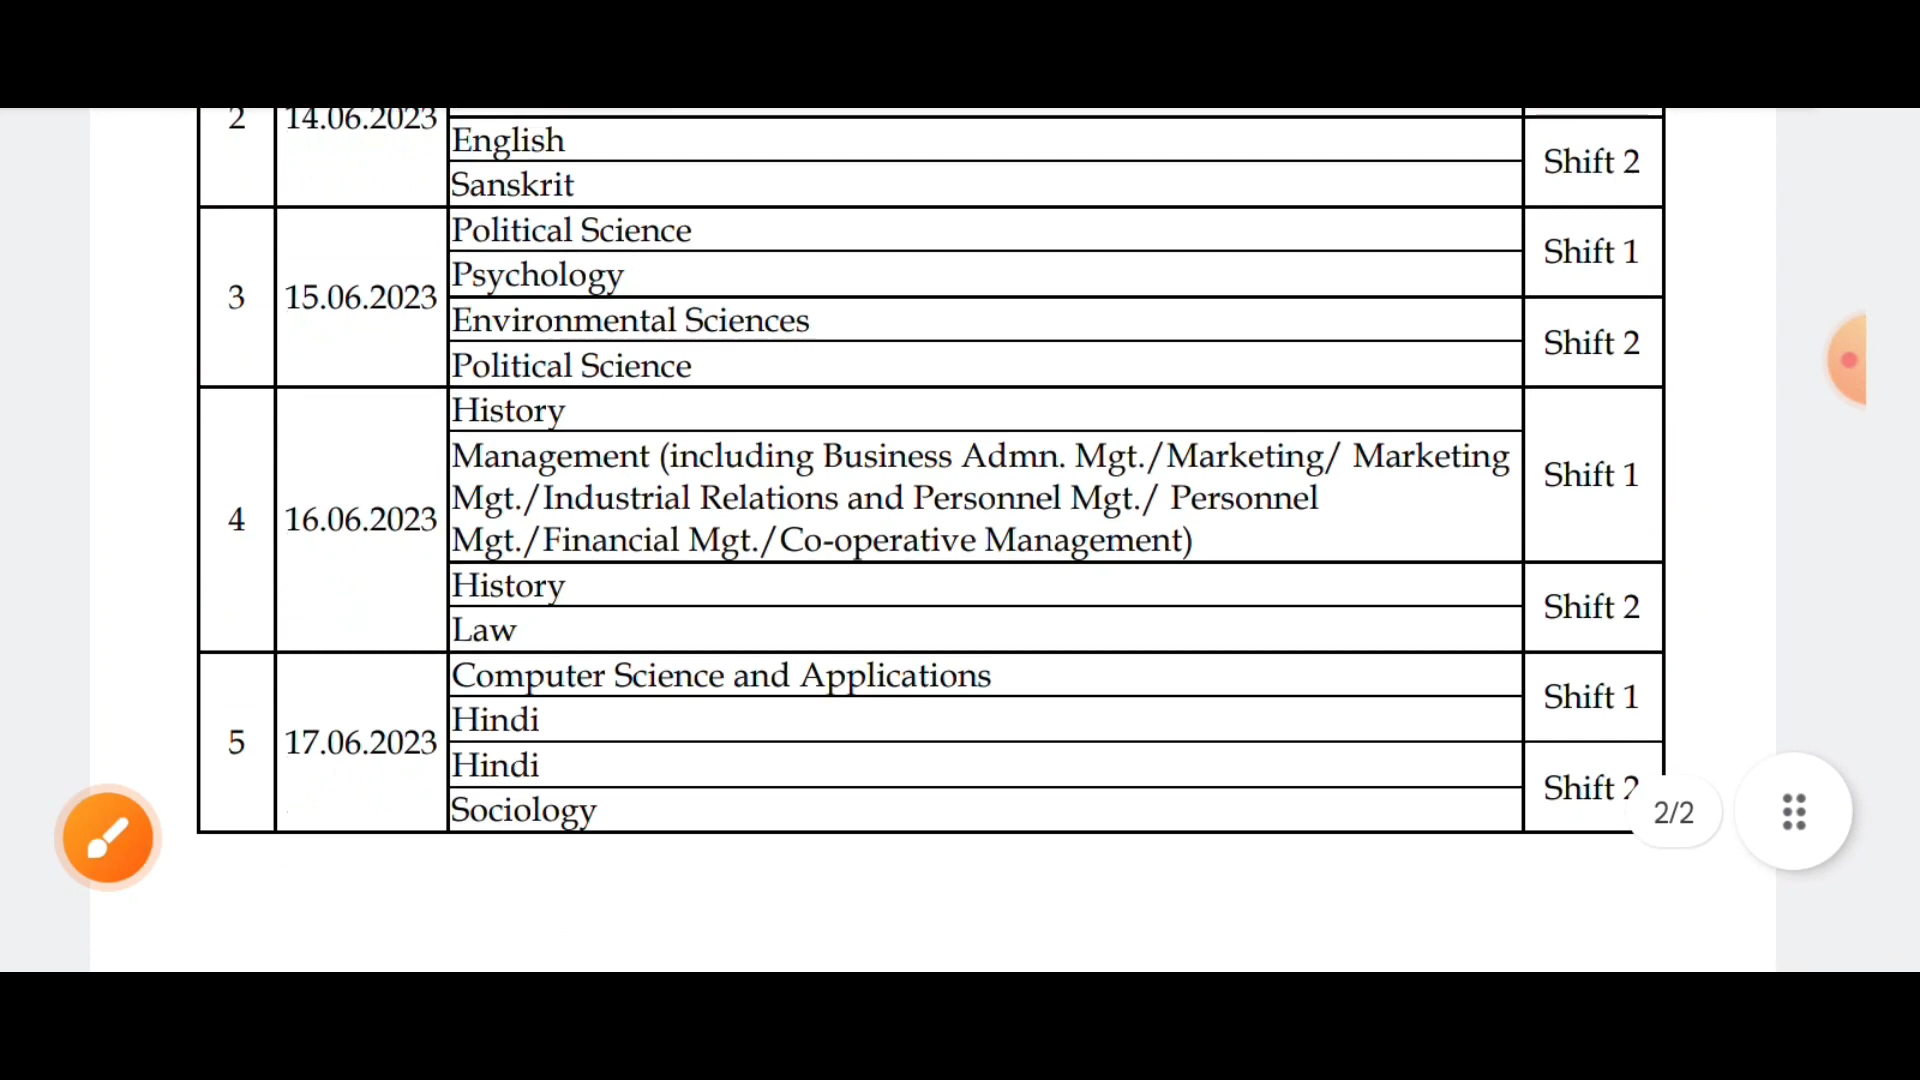 2 14.06.2023
English
Shift 2
Sanskrit
Political Science
Shift 1
Psychology
3 15.06.2023
Environmental Sciences
Shift 2
Political Science
History
Management (including Business Admn. Mgt./Marketing/ Marketing
Mgt./Industrial Relations and Personnel Mgt./ Personnel
Mgt./Financial Mgt./Co-operative Management)
Shift 1
4 16.06.2023
History
Shift 2
Law
Computer Science and Applications
Shift 1
Hindi
5 17.06.2023
Hindi
Shift 2
Sociology
2/2